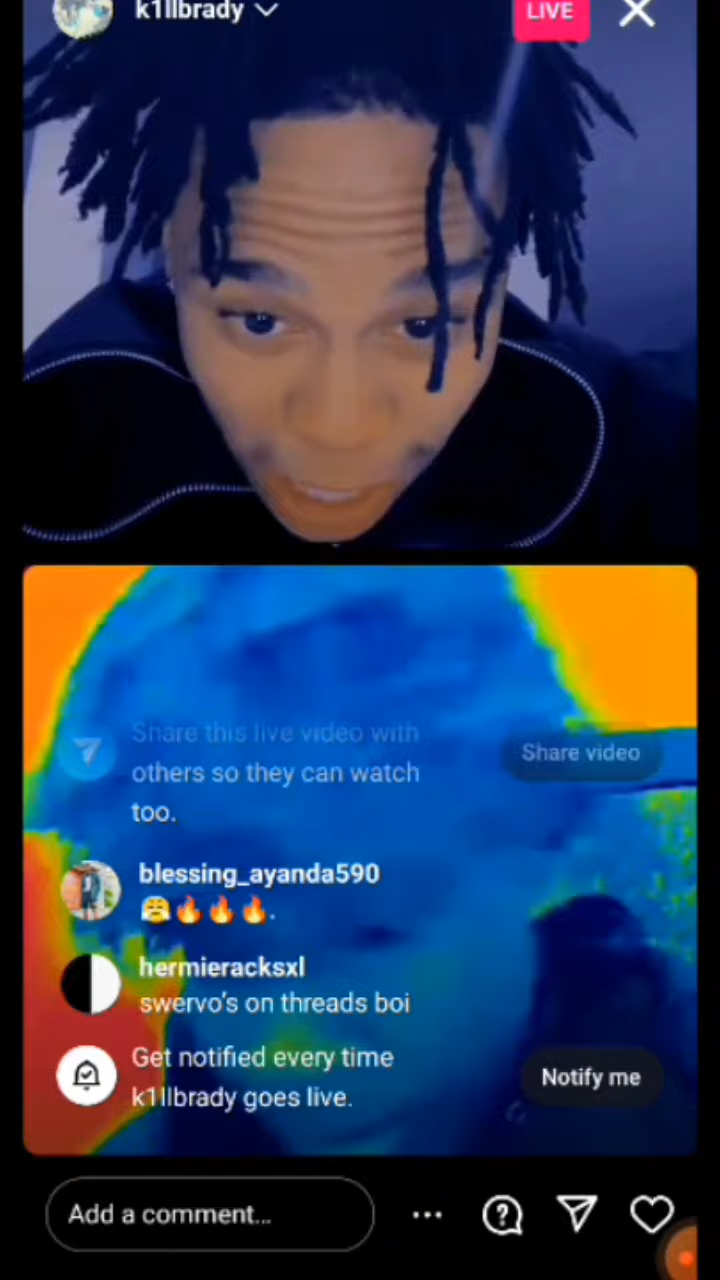 k1llbrady
LIVE
Share this live video with
others so they can watch
too.
Share video
blessing_ayanda590
😤🔥🔥🔥.
hermieracksxl
swervo's on threads boi
Get notified every time
k1llbrady goes live.
Notify me
Add a comment...